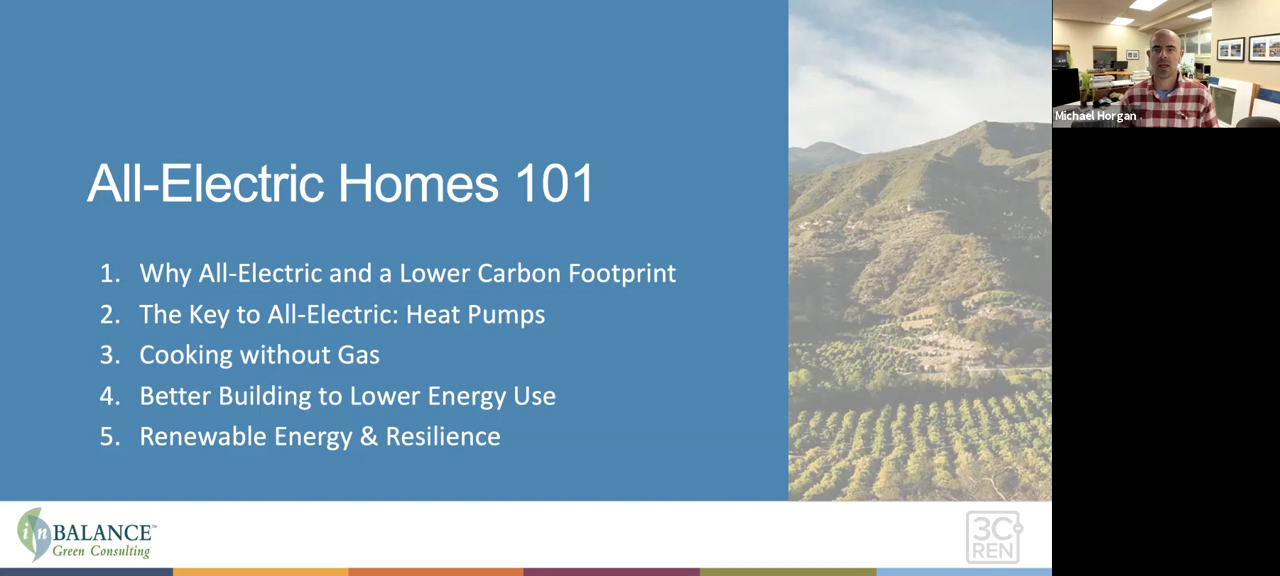 All-Electric Homes 101
1. Why All-Electric and a Lower Carbon Footprint
2. The Key to All-Electric: Heat Pumps
3. Cooking without Gas
4. Better Building to Lower Energy Use
5. Renewable Energy & Resilience
in BALANCE™
Green Consulting
3C
REN
Michael Horgan